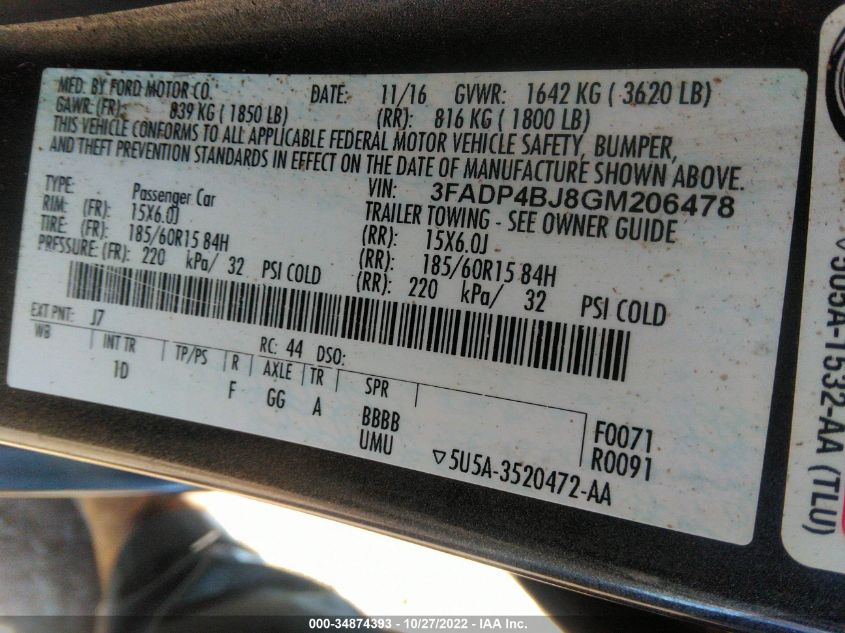 MFD. BY FORD MOTOR CO. DATE: 11/16 GVWR: 1642 KG ( 3620 LB)
GAWR: (FR): 839 KG ( 1850 LB) (RR): 816 KG ( 1800 LB)
THIS VEHICLE CONFORMS TO ALL APPLICABLE FEDERAL MOTOR VEHICLE SAFETY, BUMPER,
AND THEFT PREVENTION STANDARDS IN EFFECT ON THE DATE OF MANUFACTURE SHOWN ABOVE.
VIN: 3FADP4BJ8GM206478
TYPE: Passenger Car TRAILER TOWING - SEE OWNER GUIDE
RIM: (FR): 15X6.0J (RR): 15X6.0J
TIRE: (FR): 185/60R15 84H (RR): 185/60R15 84H
PRESSURE: (FR): 220 kPa/ 32 PSI COLD (RR): 220 kPa/ 32 PSI COLD
EXT PNT: J7 RC: 44 DSO:
WB INT TR TP/PS R AXLE TR SPR
1D F GG A BBBB
UMU
F0071
R0091
▽5U5A-3520472-AA
▽5U5A-1532-AA (TLU)
000-34874393 - 10/27/2022 - IAA Inc.